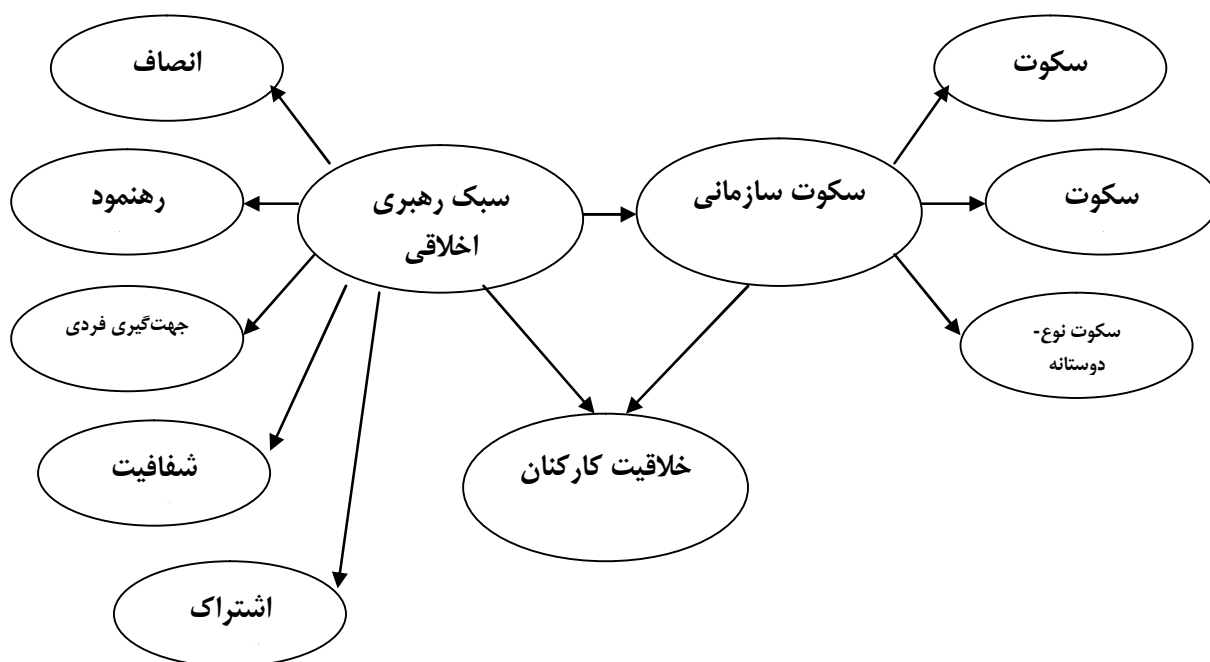 انصاف
سکوت
رهنمود
سبک رهبری
اخلاقی
سکوت سازمانی
سکوت
جهت‌گیری فردی
سکوت نوع-
دوستانه
شفافیت
خلاقیت کارکنان
اشتراک